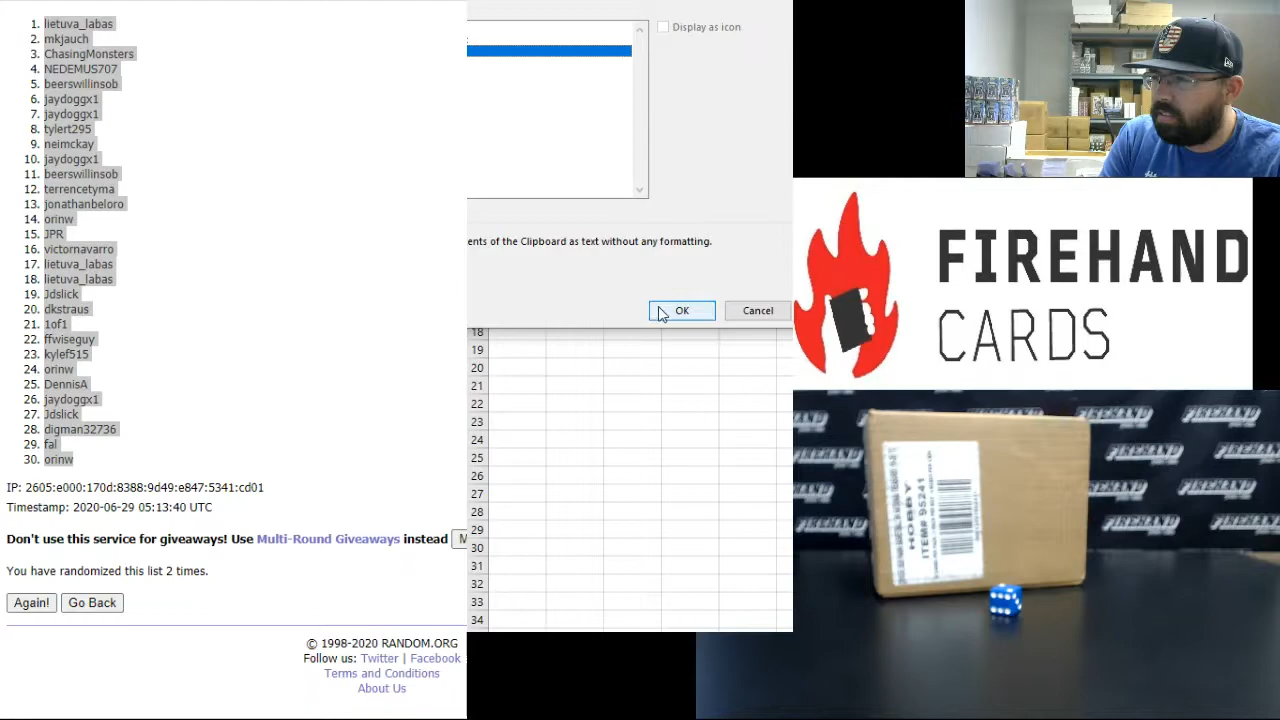 1. lietuva_labas
2. mkjauch
3. ChasingMonsters
4. NEDEMUS707
5. beerswillinsob
6. jaydoggx1
7. jaydoggx1
8. tylert295
9. neimckay
10. jaydoggx1
11. beerswillinsob
12. terrencetyma
13. jonathanbeloro
14. orinw
15. JPR
16. victornavarro
17. lietuva_labas
18. lietuva_labas
19. Jdslick
20. dkstraus
21. 1of1
22. ffwiseguy
23. kylef515
24. orinw
25. DennisA
26. jaydoggx1
27. Jdslick
28. digman32736
29. fal
30. orinw
IP: 2605:e000:170d:8388:9d49:e847:5341:cd01
Timestamp: 2020-06-29 05:13:40 UTC
Don't use this service for giveaways! Use Multi-Round Giveaways instead
You have randomized this list 2 times.
Again! Go Back
© 1998-2020 RANDOM.ORG
Follow us: Twitter | Facebook
Terms and Conditions
About Us
Display as icon
ents of the Clipboard as text without any formatting.
OK Cancel
18
19
20
21
22
23
24
25
26
27
28
29
30
31
32
33
34
FIREHAND
CARDS
HOBBY
ITEM# 95241
FIREHAND
FIREHAND
FIREHAND
FIREHAND